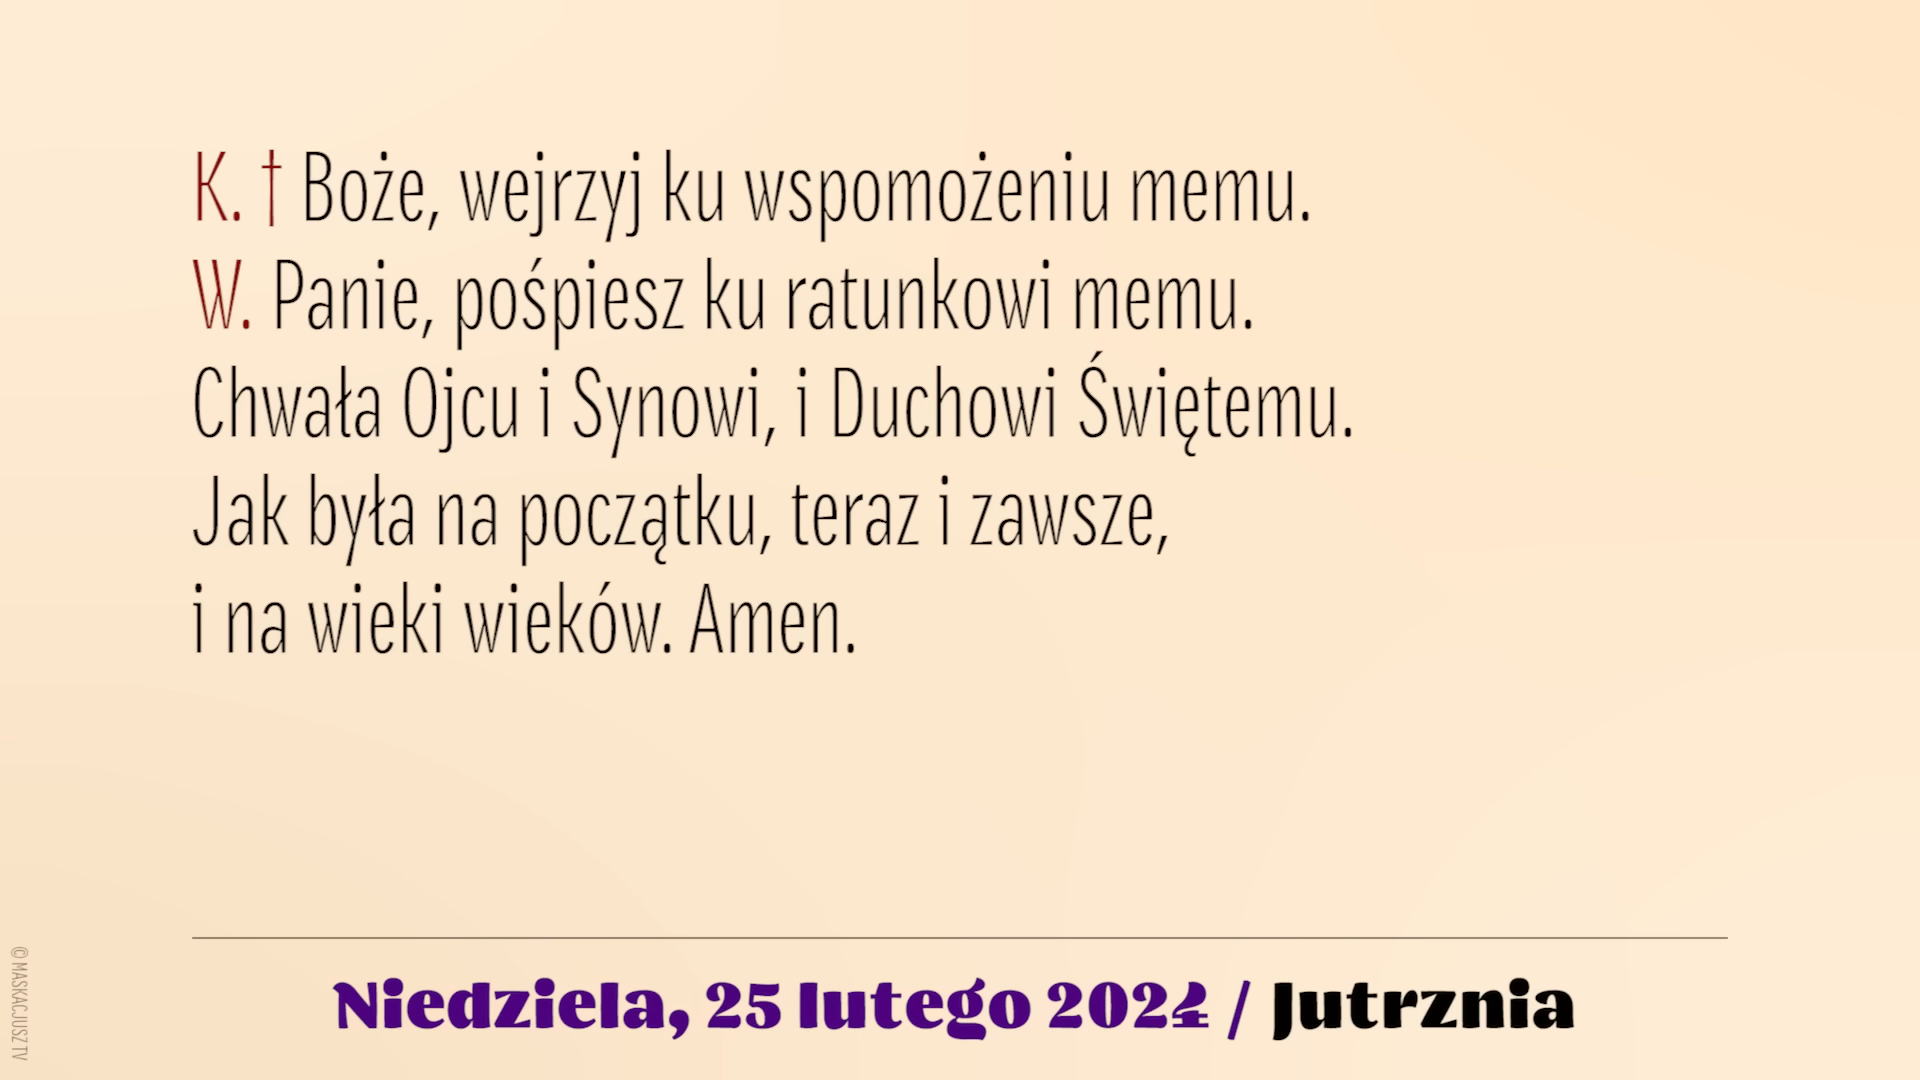 K. † Boże, wejrzyj ku wspomożeniu memu.
W. Panie, pośpiesz ku ratunkowi memu.
Chwała Ojcu i Synowi, i Duchowi Świętemu.
Jak była na początku, teraz i zawsze,
i na wieki wieków. Amen.
Niedziela, 25 lutego 2024 / Jutrznia
© MASKACJUSZ TV